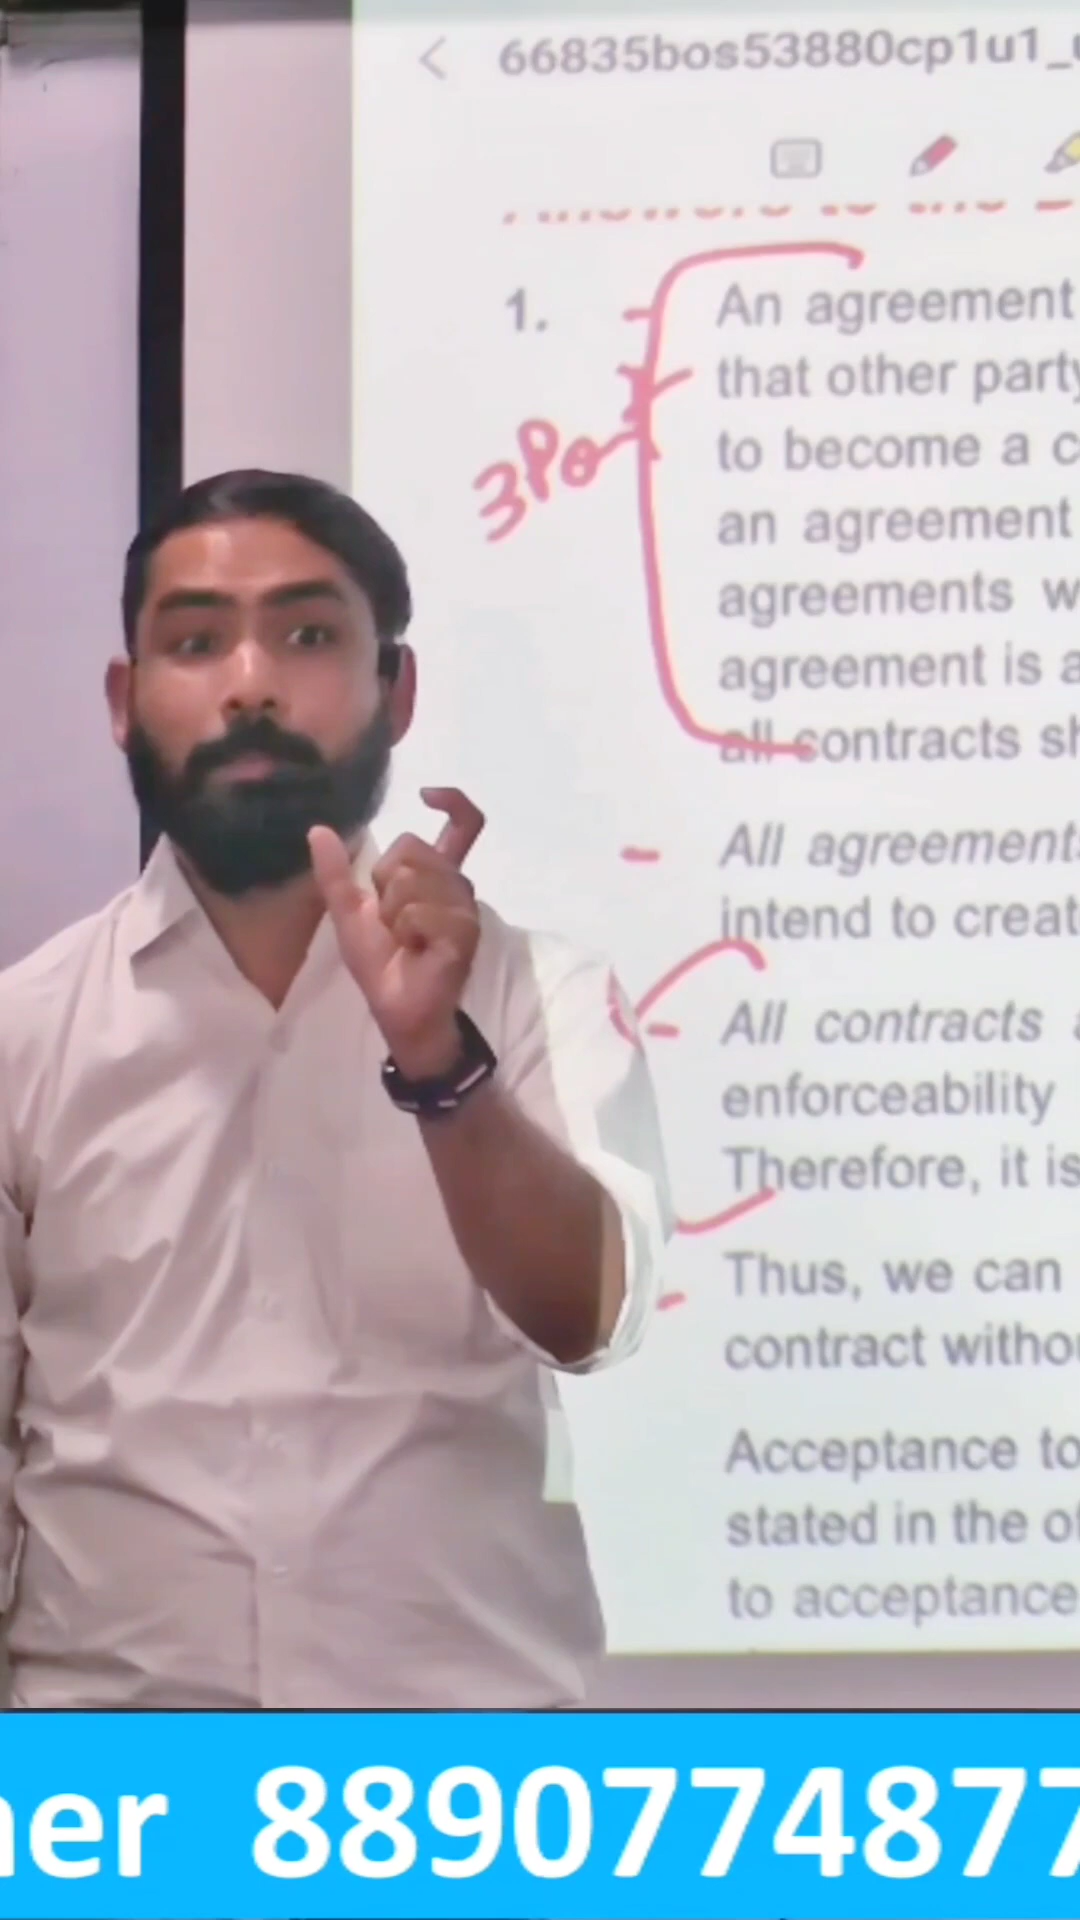 66835bos53880cp1u1_
1. An agreement
that other party
to become a c
3Po
an agreement
agreements w
agreement is a
all contracts sh
All agreements
intend to creat
All contracts a
enforceability
Therefore, it is
Thus, we can
contract withou
Acceptance to
stated in the of
to acceptance
her 8890774877